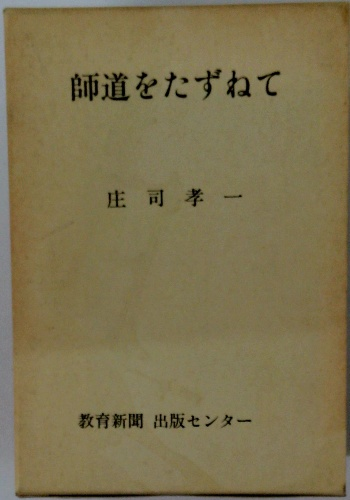 師道をたずねて
庄司孝一
教育新聞 出版センター